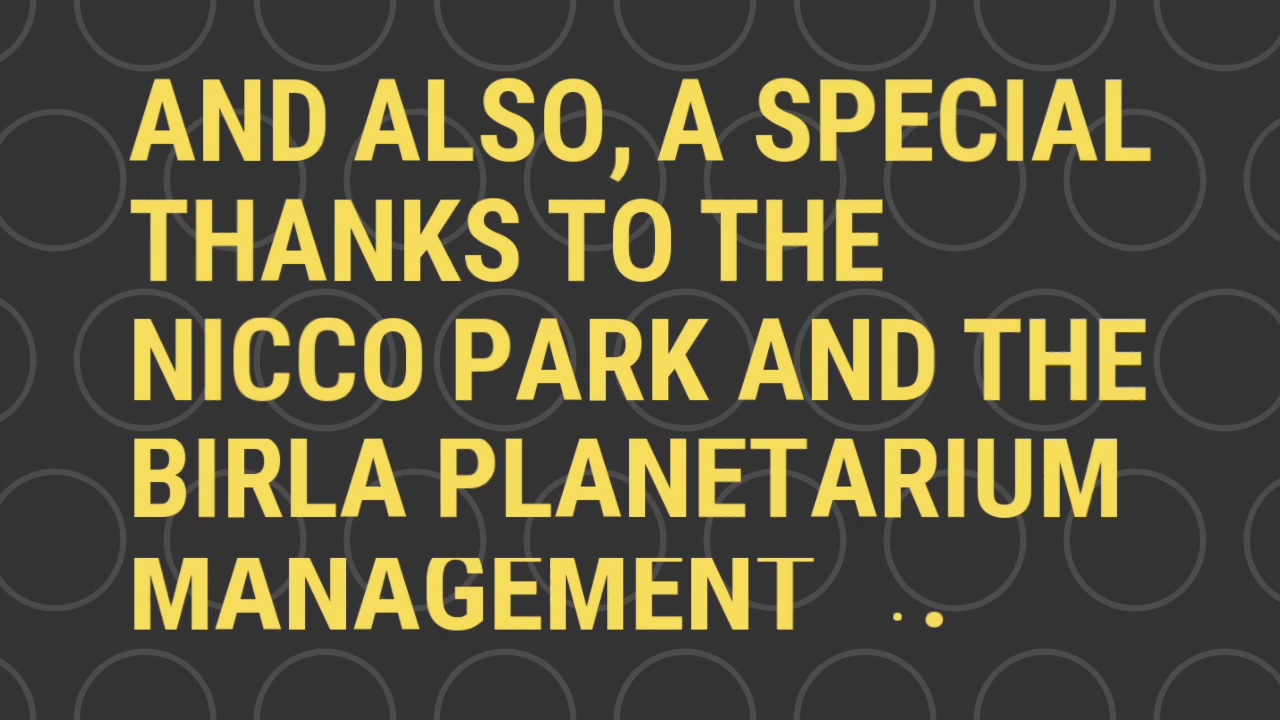 AND ALSO, A SPECIAL
THANKS TO THE
NICCO PARK AND THE
BIRLA PLANETARIUM
MANAGEMENT ..